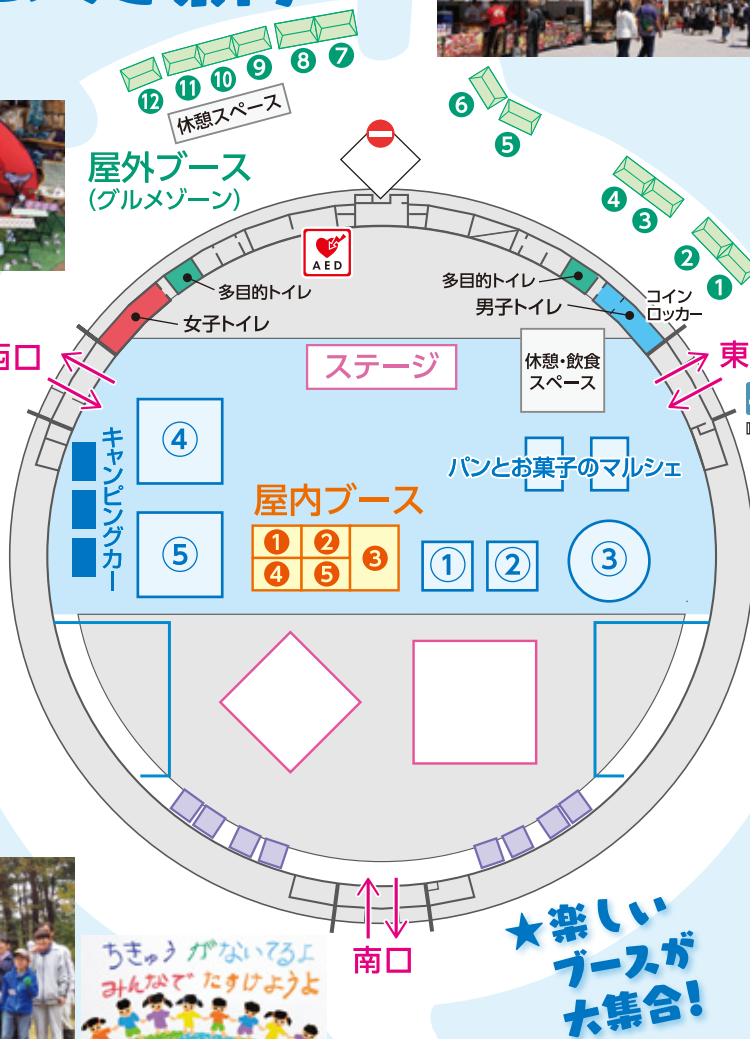 ⑦
⑧
⑨
⑩
⑪
⑫
休憩スペース
⑥
⑤
④
③
②
①
屋外ブース
(グルメゾーン)
AED
多目的トイレ
女子トイレ
多目的トイレ
男子トイレ
コイン
ロッカー
西口
東
ステージ
休憩・飲食
スペース
キャンピングカー
④
⑤
パンとお菓子のマルシェ
屋内ブース
❶ ❷ ❸
❹ ❺
① ② ③
南口
ちきゅうがないてるよ
みんなでたすけようよ
★楽しい
ブースが
大集合!